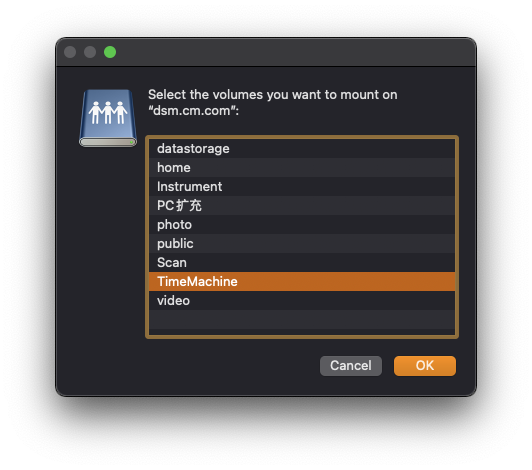 Select the volumes you want to mount on
“dsm.cm.com”:
datastorage
home
Instrument
PC扩充
photo
public
Scan
TimeMachine
video
Cancel
OK